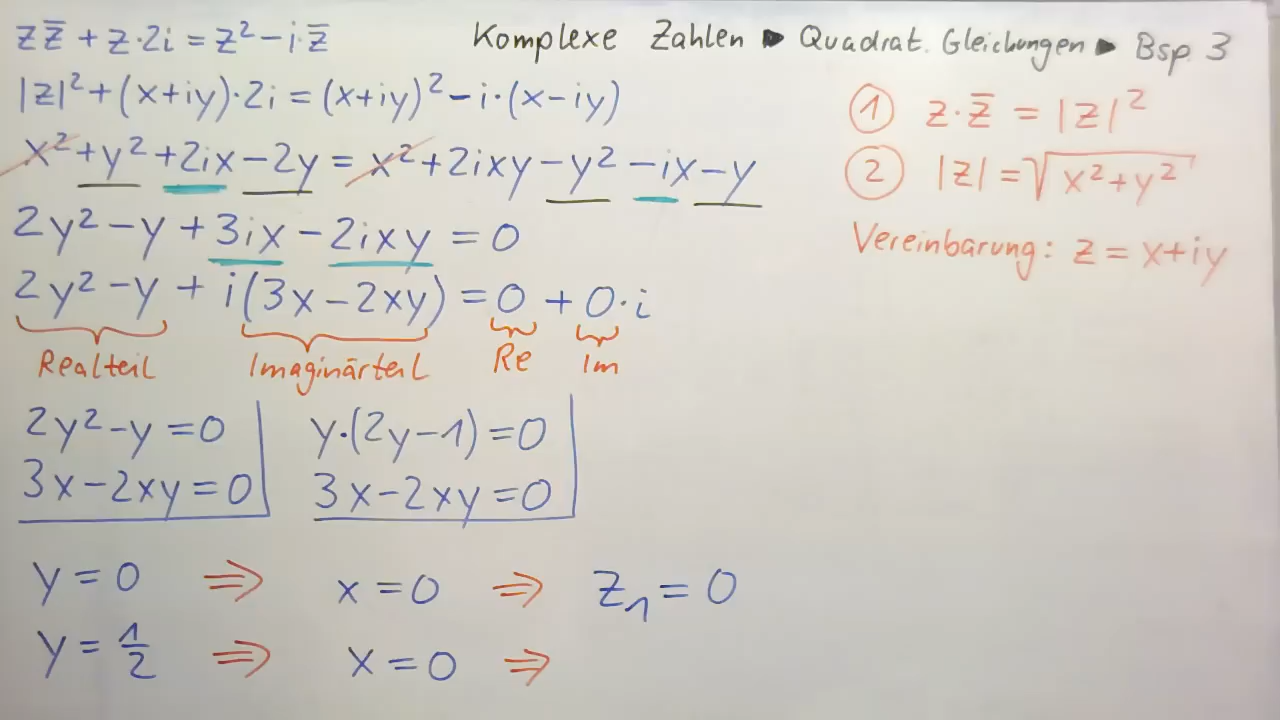 zz̅ + z·2i = z² − i·z̅
Komplexe Zahlen ▶ Quadrat. Gleichungen ▶ Bsp. 3
|z|² + (x+iy)·2i = (x+iy)² − i·(x−iy)
x² + y² + 2ix − 2y = x² + 2ixy − y² − ix − y
2y² − y + 3ix − 2ixy = 0
2y² − y + i(3x − 2xy) = 0 + 0·i
Realteil Imaginärteil Re Im
2y² − y = 0 y·(2y−1) = 0
3x − 2xy = 0 3x − 2xy = 0
y = 0 ⇒ x = 0 ⇒ z₁ = 0
y = 1/2 ⇒ x = 0 ⇒
① z·z̅ = |z|²
② |z| = √(x²+y²)
Vereinbarung: z = x+iy